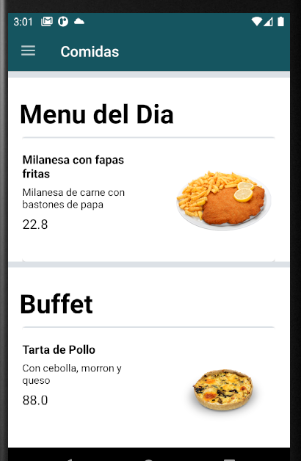 3:01
Comidas
Menu del Dia
Milanesa con fapas
fritas
Milanesa de carne con
bastones de papa
22.8
Buffet
Tarta de Pollo
Con cebolla, morron y
queso
88.0